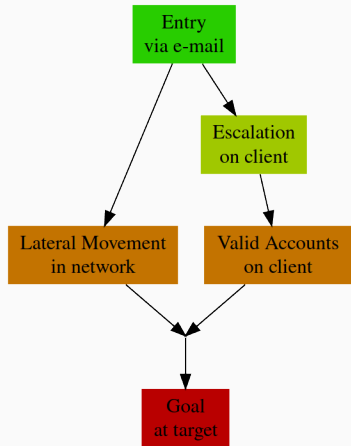 Entry
via e-mail
Escalation
on client
Lateral Movement
in network
Valid Accounts
on client
Goal
at target